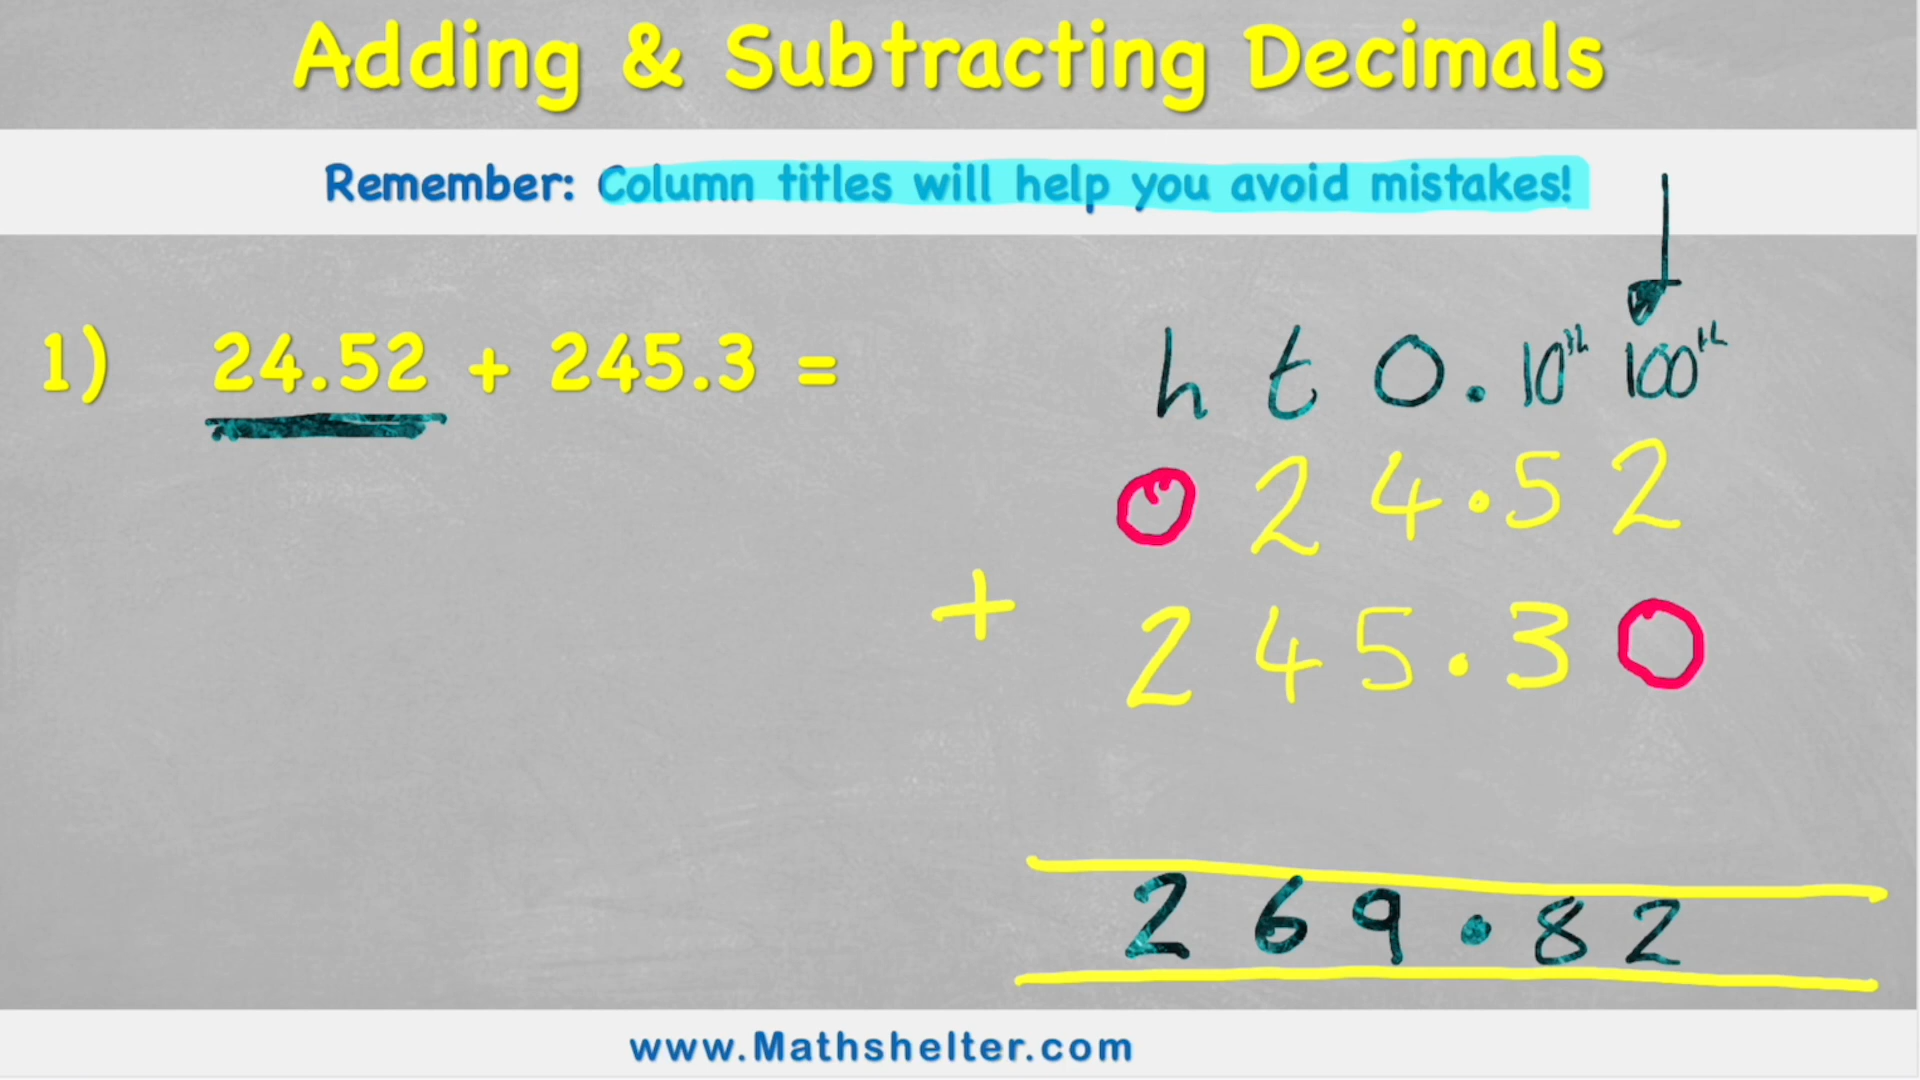 Adding & Subtracting Decimals
Remember: Column titles will help you avoid mistakes!
1) 24.52 + 245.3 =
h t o . 10th 100th
0 2 4 . 5 2
+ 2 4 5 . 3 0
2 6 9 . 8 2
www.Mathshelter.com